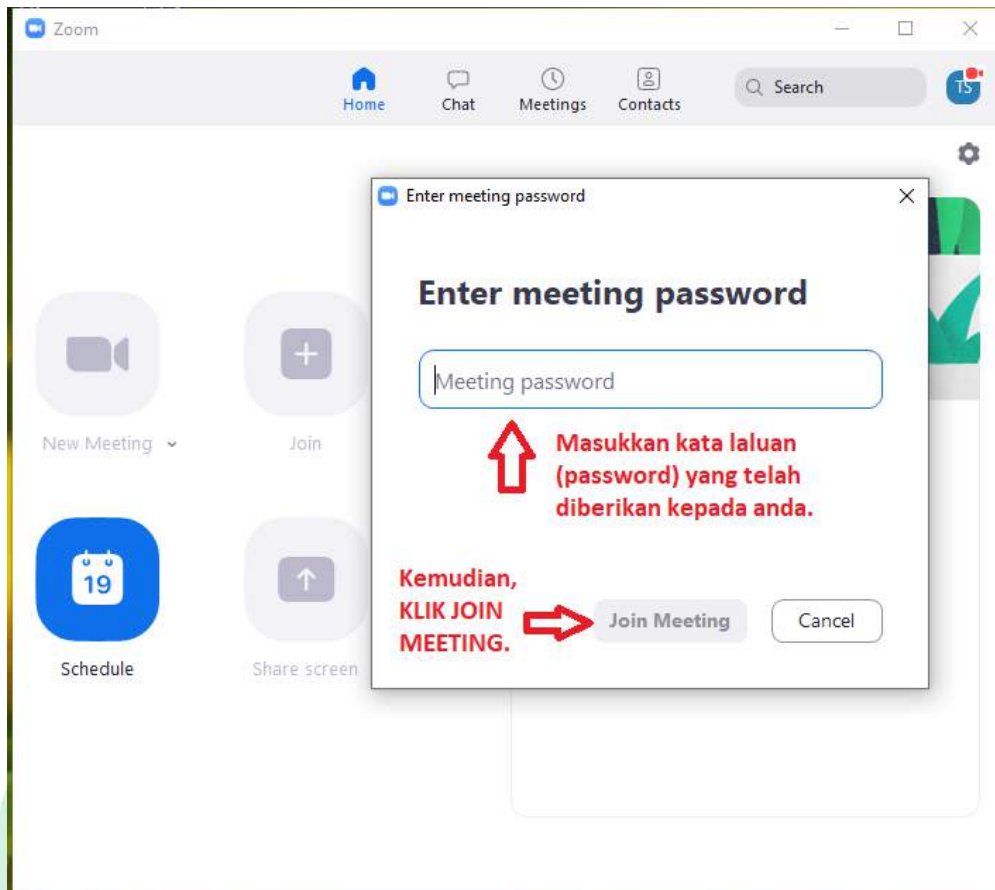 Zoom
Home
Chat
Meetings
Contacts
Search
TS
Enter meeting password
Enter meeting password
Meeting password
Masukkan kata laluan
(password) yang telah
diberikan kepada anda.
New Meeting
Join
19
Kemudian,
KLIK JOIN
MEETING.
Join Meeting
Cancel
Schedule
Share screen